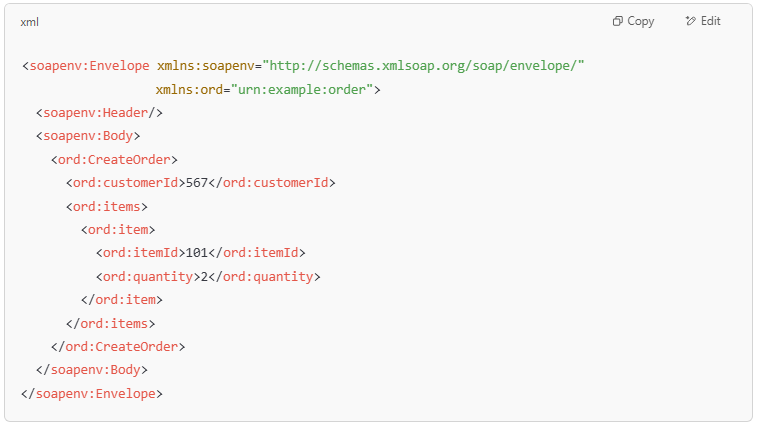 xml Copy Edit
<soapenv:Envelope xmlns:soapenv="http://schemas.xmlsoap.org/soap/envelope/"
                  xmlns:ord="urn:example:order">
  <soapenv:Header/>
  <soapenv:Body>
    <ord:CreateOrder>
      <ord:customerId>567</ord:customerId>
      <ord:items>
        <ord:item>
          <ord:itemId>101</ord:itemId>
          <ord:quantity>2</ord:quantity>
        </ord:item>
      </ord:items>
    </ord:CreateOrder>
  </soapenv:Body>
</soapenv:Envelope>